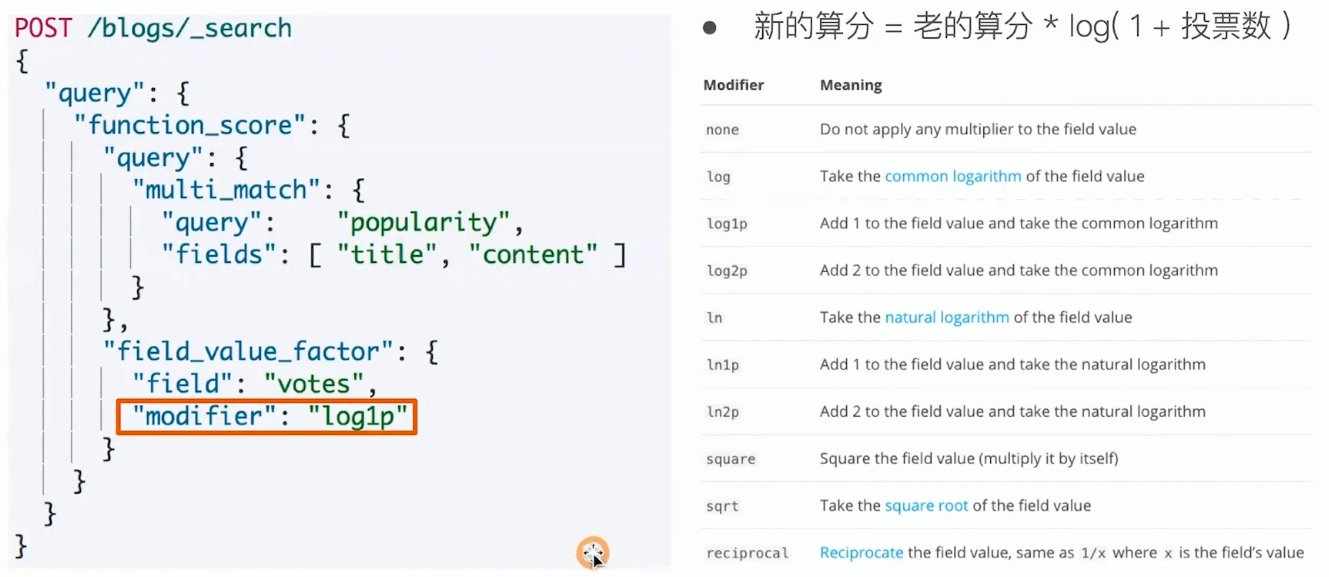 POST /blogs/_search
{
"query": {
"function_score": {
"query": {
"multi_match": {
"query": "popularity",
"fields": [ "title", "content" ]
}
},
"field_value_factor": {
"field": "votes",
"modifier": "log1p"
}
}
}
}
● 新的算分 = 老的算分 * log( 1 + 投票数 )
Modifier Meaning
none Do not apply any multiplier to the field value
log Take the common logarithm of the field value
log1p Add 1 to the field value and take the common logarithm
log2p Add 2 to the field value and take the common logarithm
ln Take the natural logarithm of the field value
ln1p Add 1 to the field value and take the natural logarithm
ln2p Add 2 to the field value and take the natural logarithm
square Square the field value (multiply it by itself)
sqrt Take the square root of the field value
reciprocal Reciprocate the field value, same as 1/x where x is the field's value